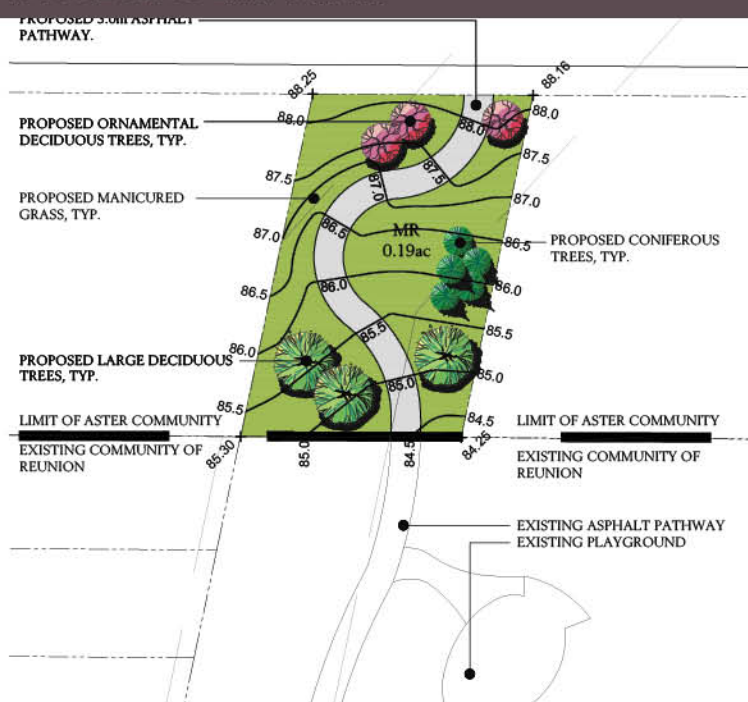 PROPOSED 3.0m ASPHALT
PATHWAY.
88.25
88.16
88.0
88.0
88.0
PROPOSED ORNAMENTAL
DECIDUOUS TREES, TYP.
87.5
87.5
87.5
87.0
87.0
PROPOSED MANICURED
GRASS, TYP.
MR
0.19ac
86.5
86.5
87.0
PROPOSED CONIFEROUS
TREES, TYP.
86.5
86.0
86.0
85.5
85.5
86.0
PROPOSED LARGE DECIDUOUS
TREES, TYP.
85.0
85.0
85.5
84.5
LIMIT OF ASTER COMMUNITY
LIMIT OF ASTER COMMUNITY
EXISTING COMMUNITY OF
REUNION
85.30
85.0
84.5
84.25
EXISTING COMMUNITY OF
REUNION
EXISTING ASPHALT PATHWAY
EXISTING PLAYGROUND